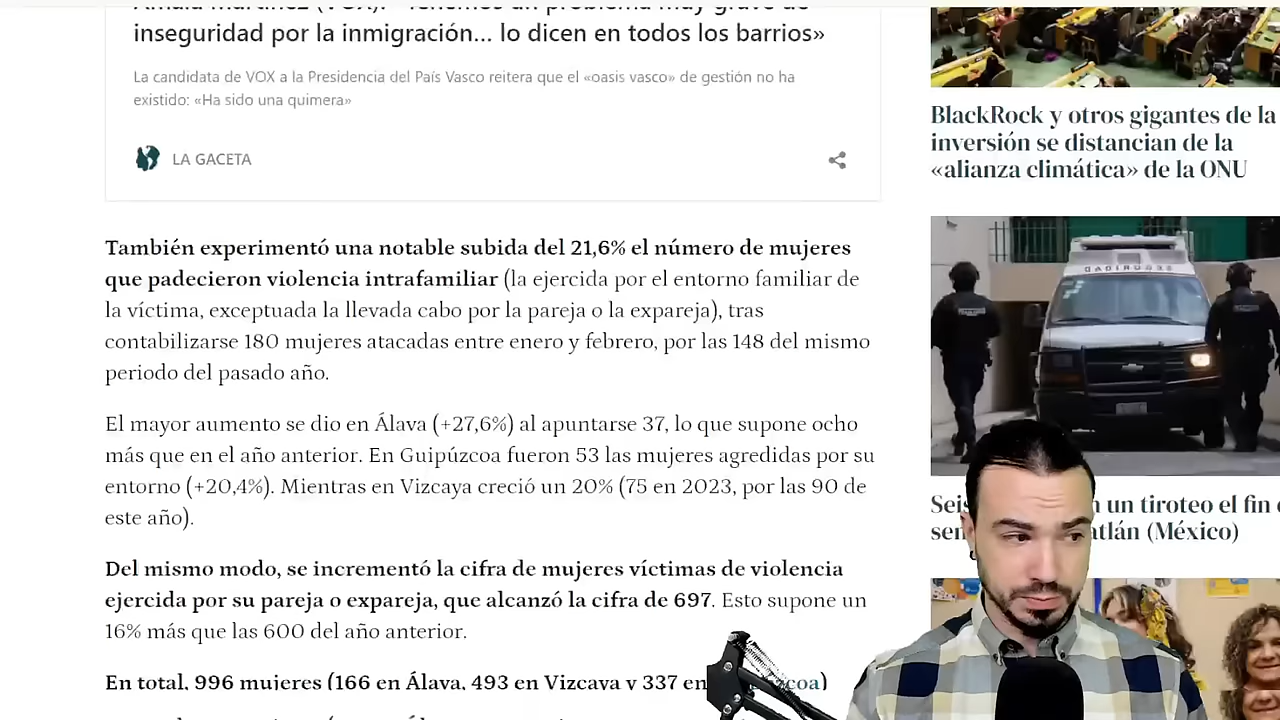 Amaia Martínez (VOX): «Tenemos un problema muy grave de
inseguridad por la inmigración... lo dicen en todos los barrios»
La candidata de VOX a la Presidencia del País Vasco reitera que el «oasis vasco» de gestión no ha
existido: «Ha sido una quimera»
LA GACETA
También experimentó una notable subida del 21,6% el número de mujeres
que padecieron violencia intrafamiliar (la ejercida por el entorno familiar de
la víctima, exceptuada la llevada cabo por la pareja o la expareja), tras
contabilizarse 180 mujeres atacadas entre enero y febrero, por las 148 del mismo
periodo del pasado año.
El mayor aumento se dio en Álava (+27,6%) al apuntarse 37, lo que supone ocho
más que en el año anterior. En Guipúzcoa fueron 53 las mujeres agredidas por su
entorno (+20,4%). Mientras en Vizcaya creció un 20% (75 en 2023, por las 90 de
este año).
Del mismo modo, se incrementó la cifra de mujeres víctimas de violencia
ejercida por su pareja o expareja, que alcanzó la cifra de 697. Esto supone un
16% más que las 600 del año anterior.
En total, 996 mujeres (166 en Álava, 493 en Vizcaya y 337 en
BlackRock y otros gigantes de la
inversión se distancian de la
«alianza climática» de la ONU
un tiroteo el fin
(México)